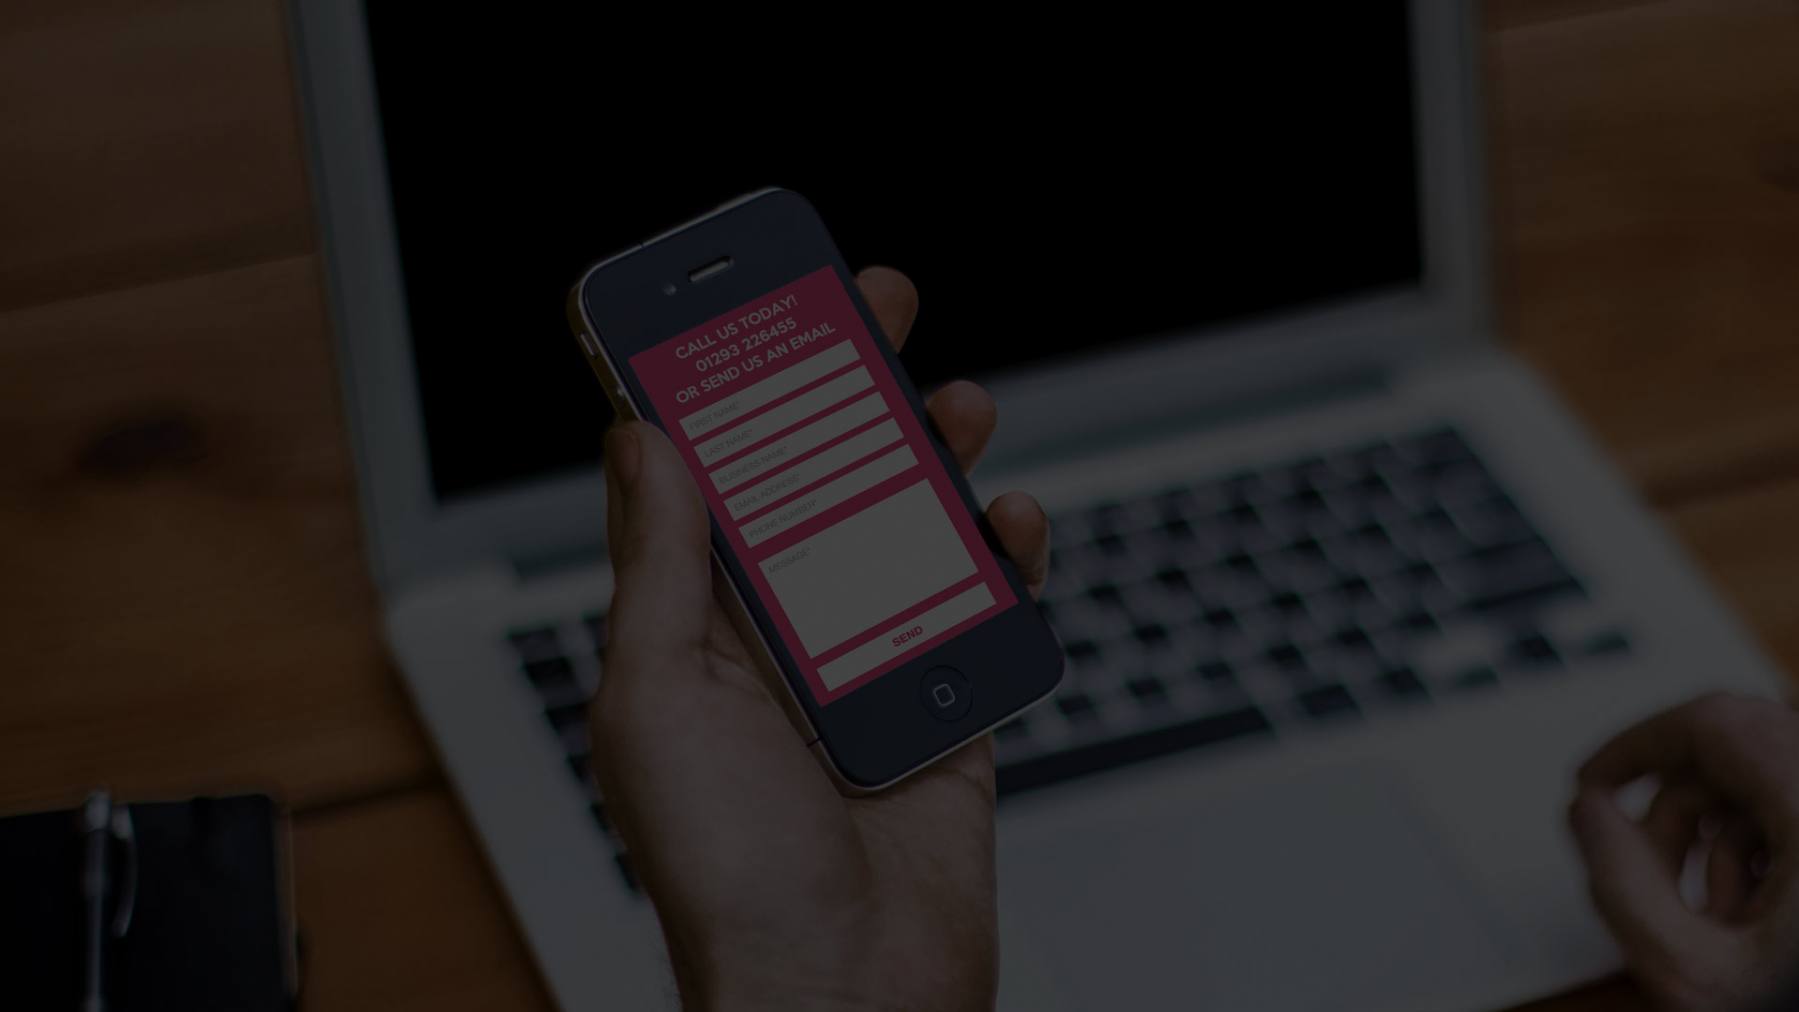 CALL US TODAY!
01293 226455
OR SEND US AN EMAIL
FIRST NAME*
LAST NAME*
BUSINESS NAME*
EMAIL ADDRESS*
PHONE NUMBER*
MESSAGE*
SEND